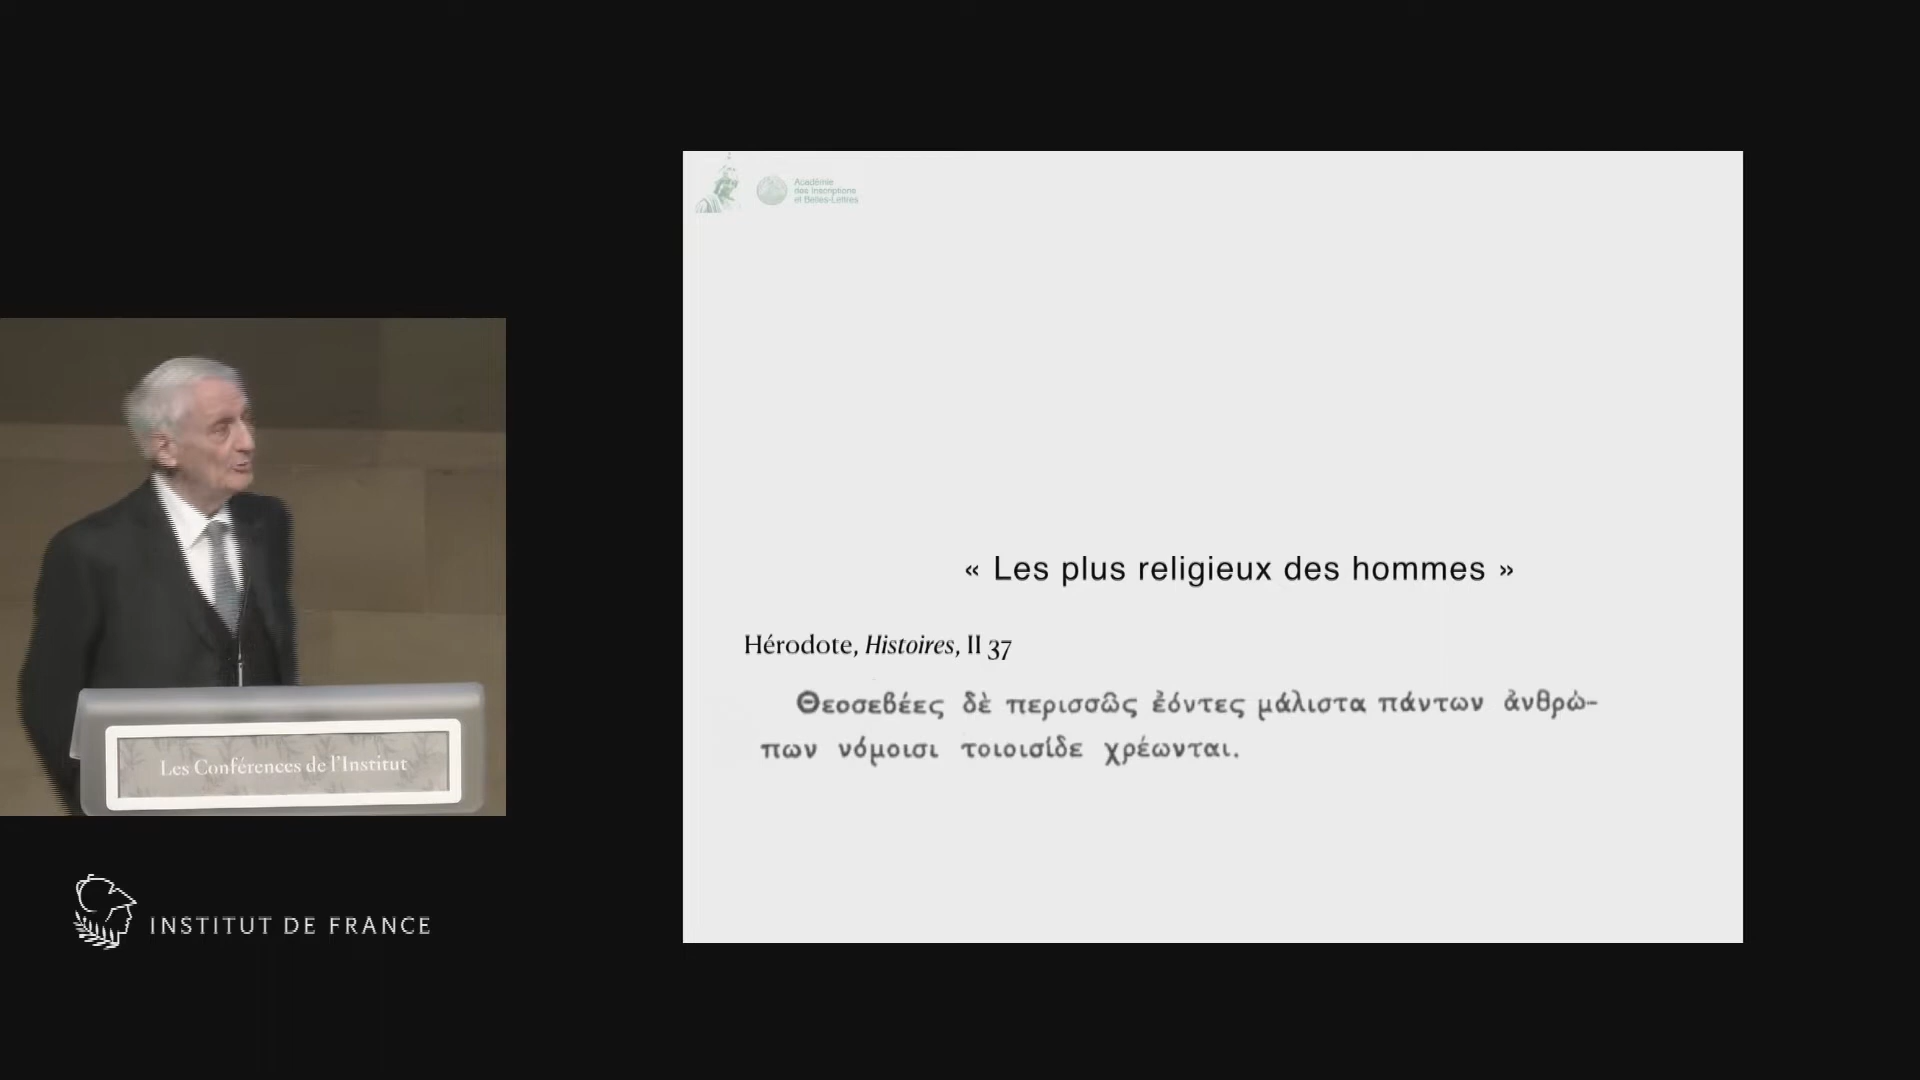 Académie
des Inscriptions
et Belles-Lettres
« Les plus religieux des hommes »
Hérodote, Histoires, II 37
Θεοσεβέες δὲ περισσῶς ἐόντες μάλιστα πάντων ἀνθρώ-
πων νόμοισι τοιοισίδε χρέωνται.
Les Conférences de l'Institut
INSTITUT DE FRANCE